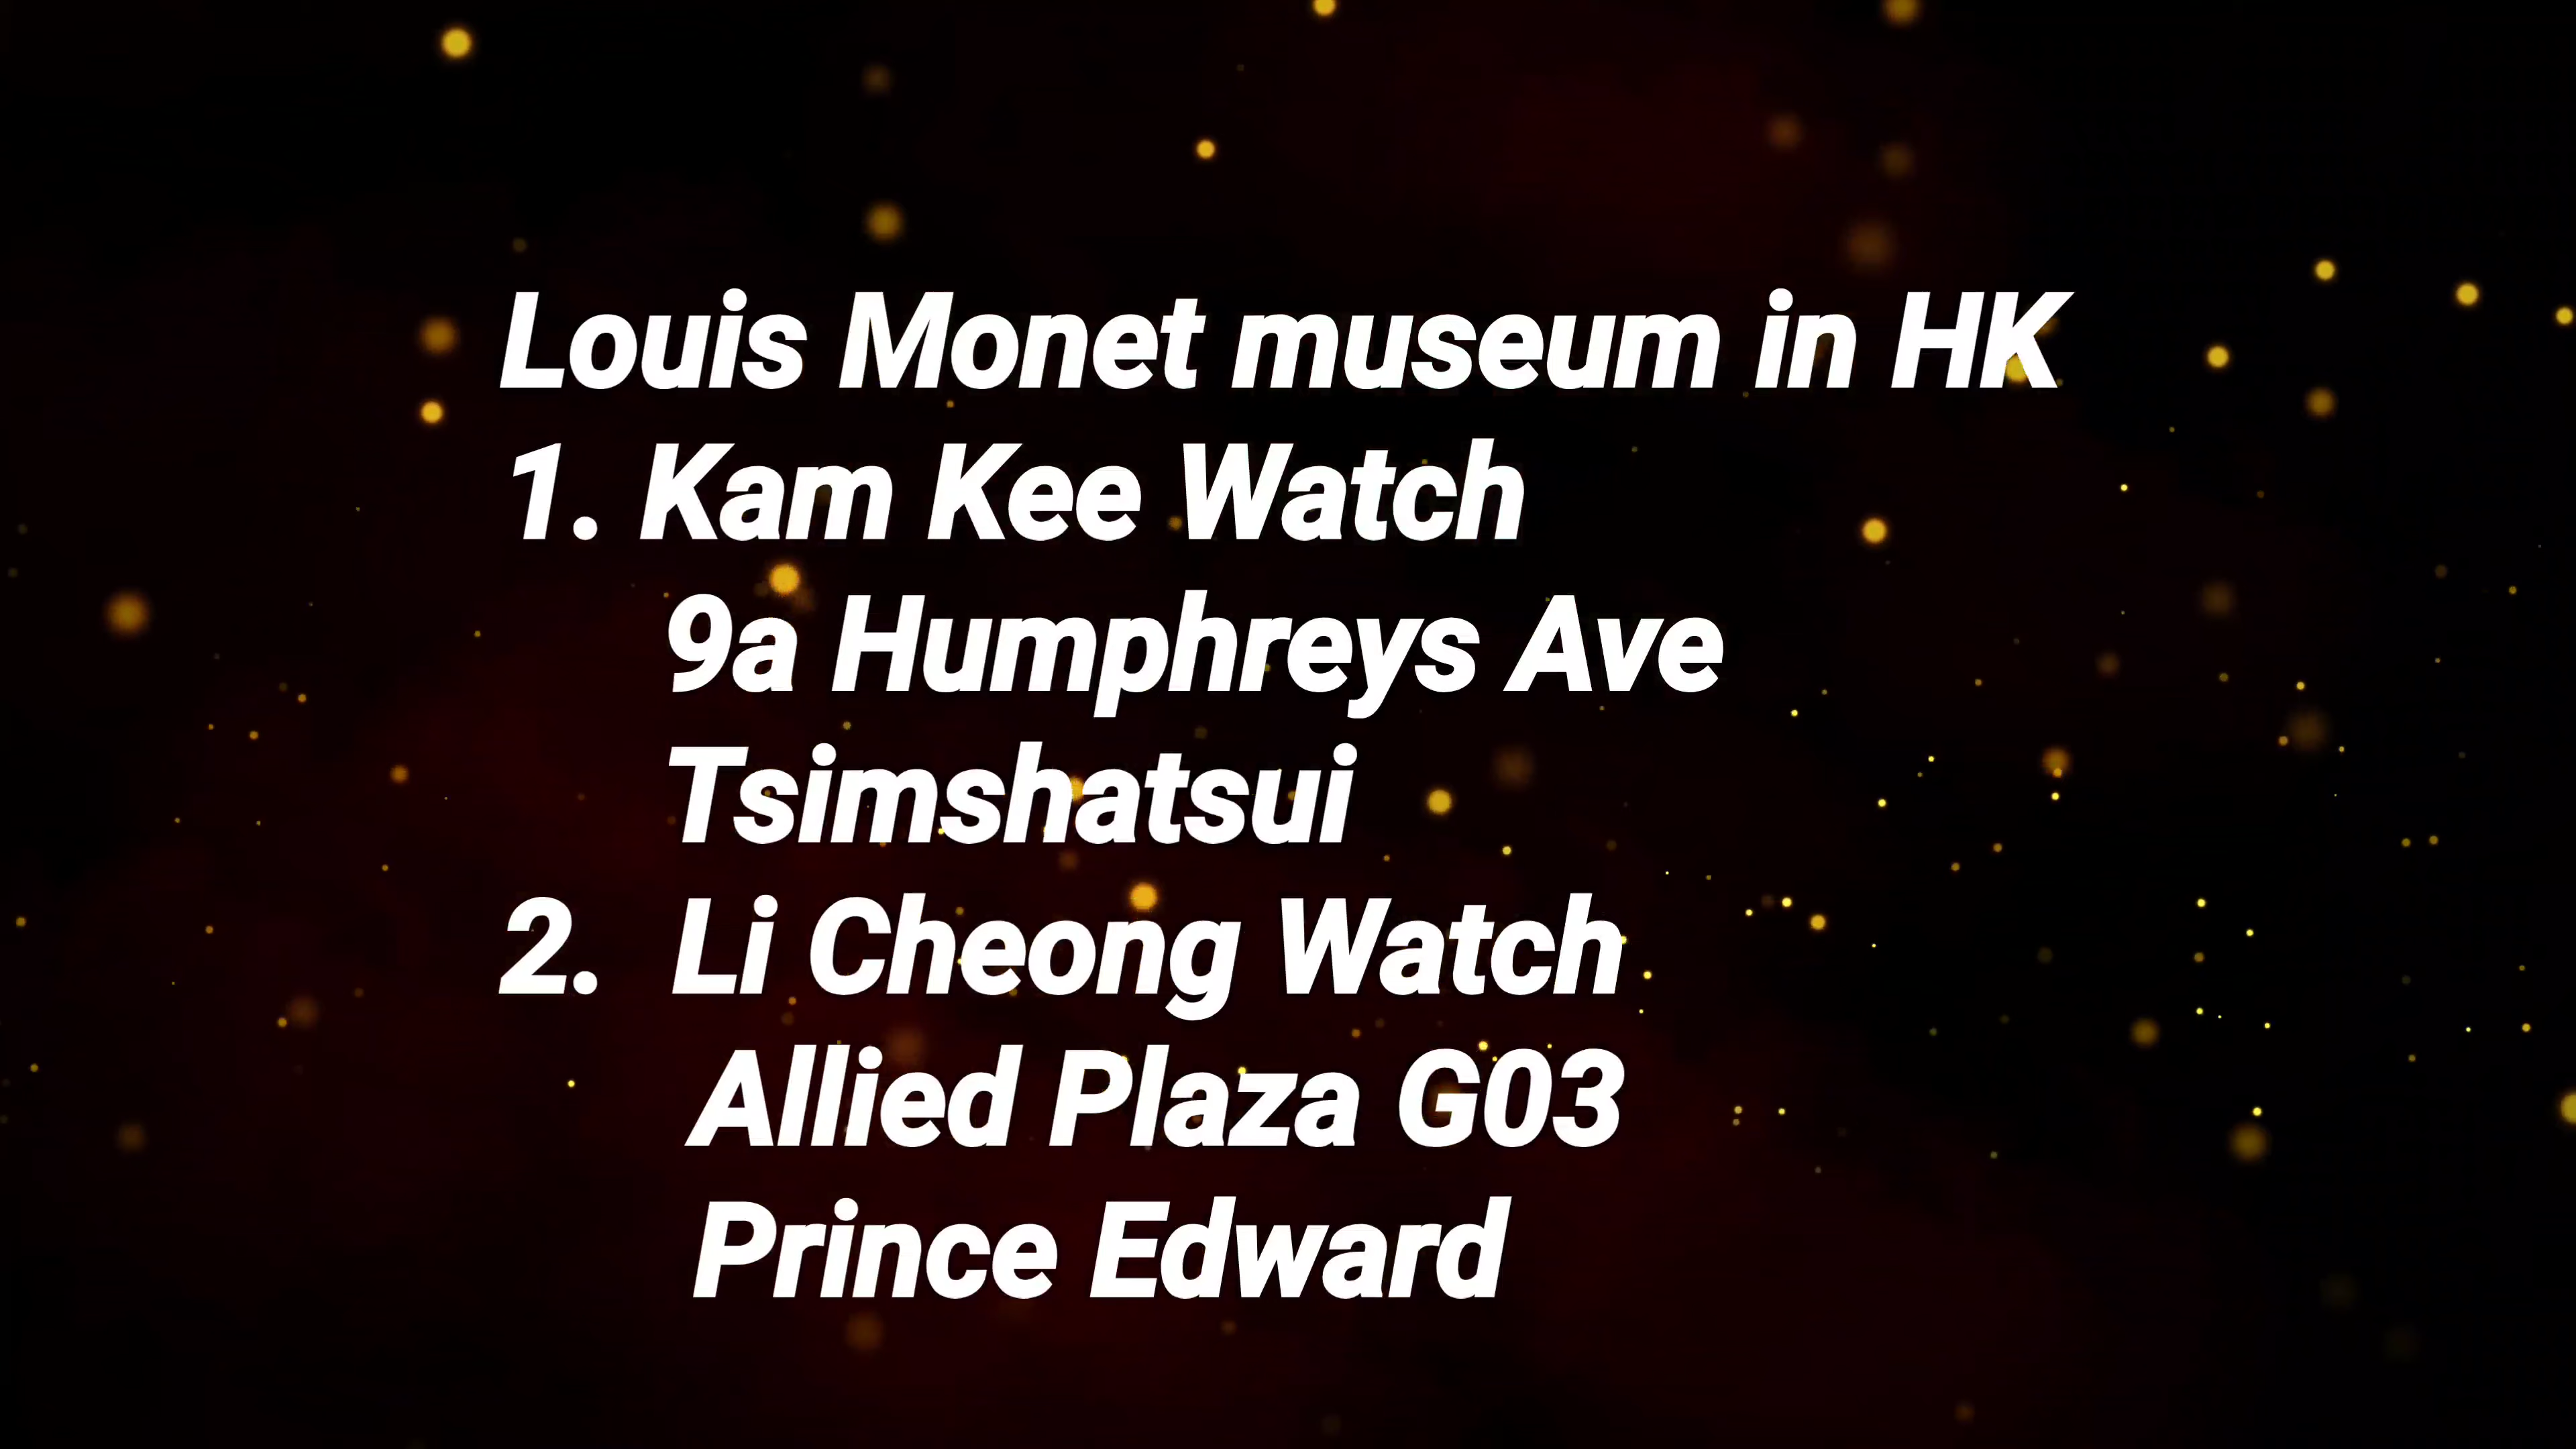 Louis Monet museum in HK
1. Kam Kee Watch
9a Humphreys Ave
Tsimshatsui
2. Li Cheong Watch
Allied Plaza G03
Prince Edward